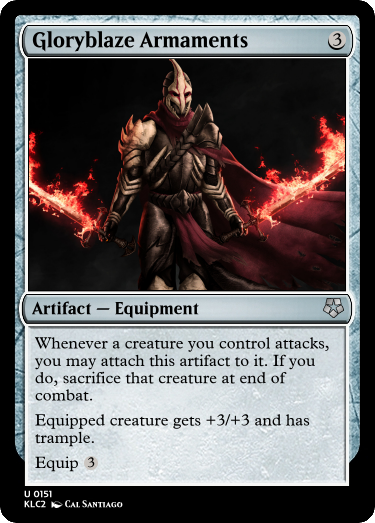 Gloryblaze Armaments 3
Artifact — Equipment
Whenever a creature you control attacks,
you may attach this artifact to it. If you
do, sacrifice that creature at end of
combat.
Equipped creature gets +3/+3 and has
trample.
Equip 3
U 0151
KLC2 Cal Santiago